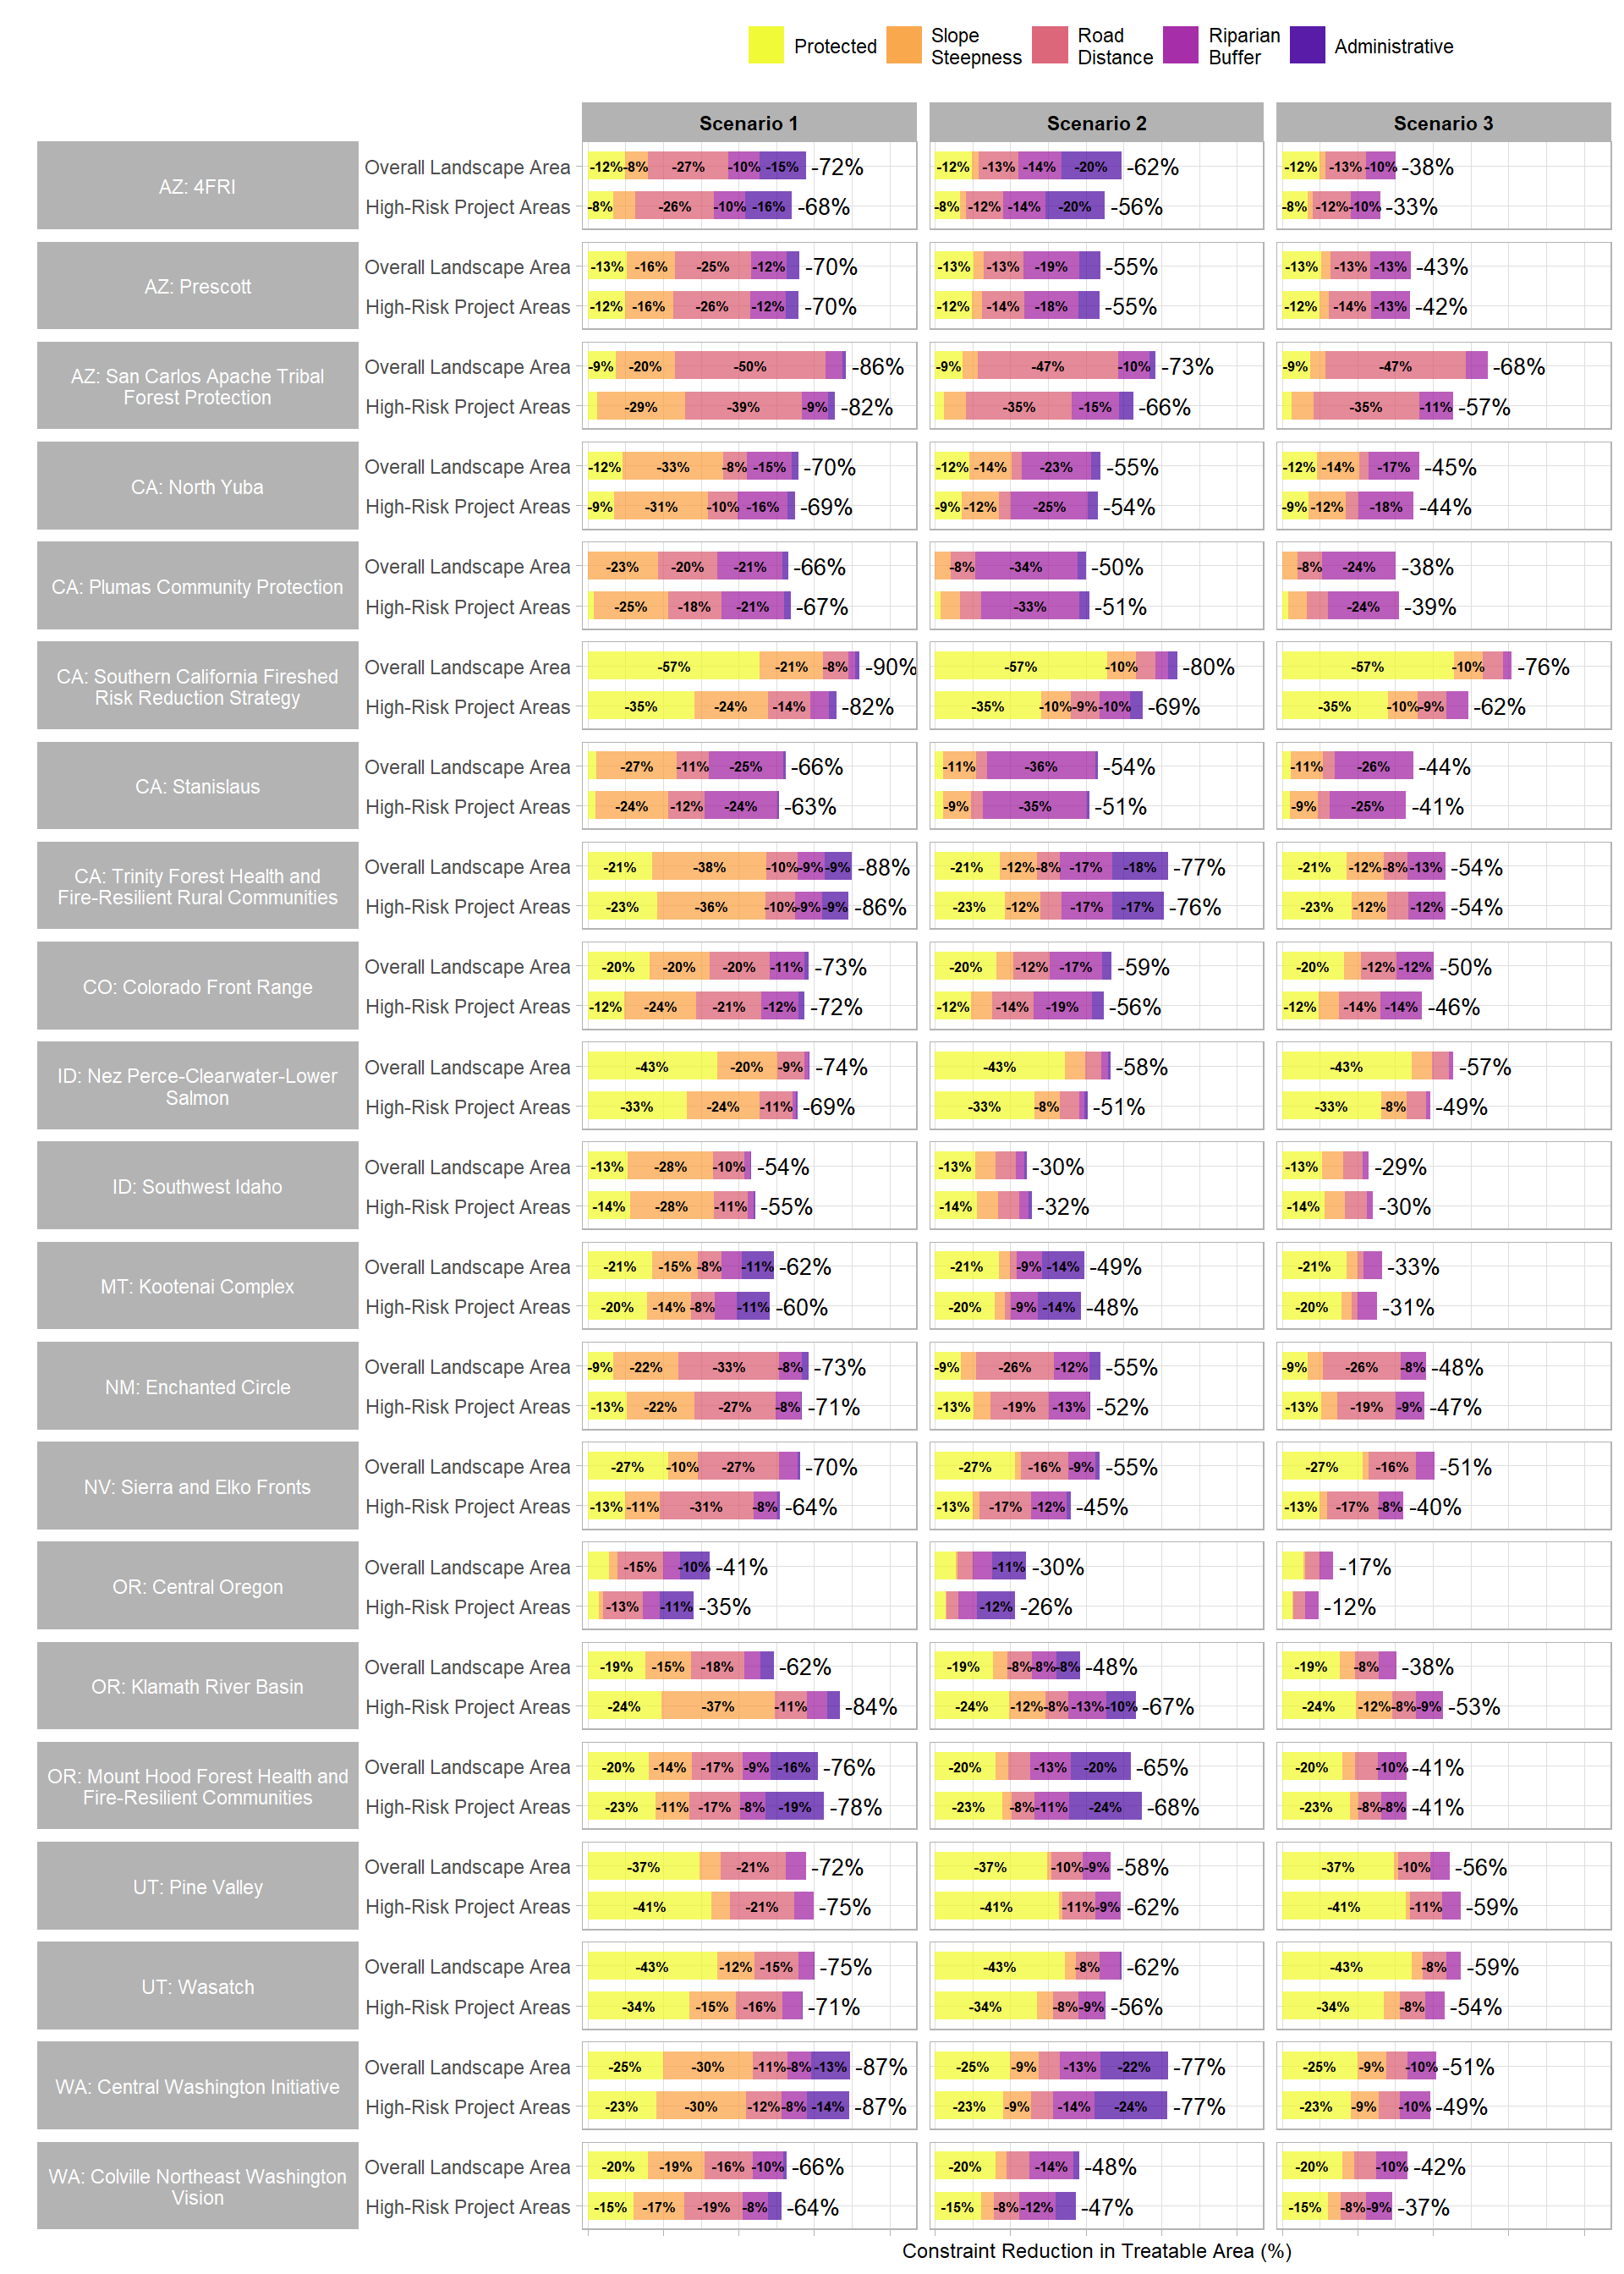 Protected
Slope
Steepness
Road
Distance
Riparian
Buffer
Administrative
Scenario 1 Scenario 2 Scenario 3
AZ: 4FRI
Overall Landscape Area -12% -8% -27% -10% -15% -72% -12% -13% -14% -20% -62% -12% -13% -10% -38%
High-Risk Project Areas -8% -26% -10% -16% -68% -8% -12% -14% -20% -56% -8% -12% -10% -33%
AZ: Prescott
Overall Landscape Area -13% -16% -25% -12% -70% -13% -13% -19% -55% -13% -13% -13% -43%
High-Risk Project Areas -12% -16% -26% -12% -70% -12% -14% -18% -55% -12% -14% -13% -42%
AZ: San Carlos Apache Tribal
Forest Protection
Overall Landscape Area -9% -20% -50% -86% -9% -47% -10% -73% -9% -47% -68%
High-Risk Project Areas -29% -39% -9% -82% -35% -15% -66% -35% -11% -57%
CA: North Yuba
Overall Landscape Area -12% -33% -8% -15% -70% -12% -14% -23% -55% -12% -14% -17% -45%
High-Risk Project Areas -9% -31% -10% -16% -69% -9% -12% -25% -54% -9% -12% -18% -44%
CA: Plumas Community Protection
Overall Landscape Area -23% -20% -21% -66% -8% -34% -50% -8% -24% -38%
High-Risk Project Areas -25% -18% -21% -67% -33% -51% -24% -39%
CA: Southern California Fireshed
Risk Reduction Strategy
Overall Landscape Area -57% -21% -8% -90% -57% -10% -80% -57% -10% -76%
High-Risk Project Areas -35% -24% -14% -82% -35% -10% -9% -10% -69% -35% -10% -9% -62%
CA: Stanislaus
Overall Landscape Area -27% -11% -25% -66% -11% -36% -54% -11% -26% -44%
High-Risk Project Areas -24% -12% -24% -63% -9% -35% -51% -9% -25% -41%
CA: Trinity Forest Health and
Fire-Resilient Rural Communities
Overall Landscape Area -21% -38% -10% -9% -9% -88% -21% -12% -8% -17% -18% -77% -21% -12% -8% -13% -54%
High-Risk Project Areas -23% -36% -10% -9% -9% -86% -23% -12% -17% -17% -76% -23% -12% -12% -54%
CO: Colorado Front Range
Overall Landscape Area -20% -20% -20% -11% -73% -20% -12% -17% -59% -20% -12% -12% -50%
High-Risk Project Areas -12% -24% -21% -12% -72% -12% -14% -19% -56% -12% -14% -14% -46%
ID: Nez Perce-Clearwater-Lower
Salmon
Overall Landscape Area -43% -20% -9% -74% -43% -58% -43% -57%
High-Risk Project Areas -33% -24% -11% -69% -33% -8% -51% -33% -8% -49%
ID: Southwest Idaho
Overall Landscape Area -13% -28% -10% -54% -13% -30% -13% -29%
High-Risk Project Areas -14% -28% -11% -55% -14% -32% -14% -30%
MT: Kootenai Complex
Overall Landscape Area -21% -15% -8% -11% -62% -21% -9% -14% -49% -21% -33%
High-Risk Project Areas -20% -14% -8% -11% -60% -20% -9% -14% -48% -20% -31%
NM: Enchanted Circle
Overall Landscape Area -9% -22% -33% -8% -73% -9% -26% -12% -55% -9% -26% -8% -48%
High-Risk Project Areas -13% -22% -27% -8% -71% -13% -19% -13% -52% -13% -19% -9% -47%
NV: Sierra and Elko Fronts
Overall Landscape Area -27% -10% -27% -70% -27% -16% -9% -55% -27% -16% -51%
High-Risk Project Areas -13% -11% -31% -8% -64% -13% -17% -12% -45% -13% -17% -8% -40%
OR: Central Oregon
Overall Landscape Area -15% -10% -41% -11% -30% -17%
High-Risk Project Areas -13% -11% -35% -12% -26% -12%
OR: Klamath River Basin
Overall Landscape Area -19% -15% -18% -62% -19% -8% -8% -8% -48% -19% -8% -38%
High-Risk Project Areas -24% -37% -11% -84% -24% -12% -8% -13% -10% -67% -24% -12% -8% -9% -53%
OR: Mount Hood Forest Health and
Fire-Resilient Communities
Overall Landscape Area -20% -14% -17% -9% -16% -76% -20% -13% -20% -65% -20% -10% -41%
High-Risk Project Areas -23% -11% -17% -8% -19% -78% -23% -8% -11% -24% -68% -23% -8% -8% -41%
UT: Pine Valley
Overall Landscape Area -37% -21% -72% -37% -10% -9% -58% -37% -10% -56%
High-Risk Project Areas -41% -21% -75% -41% -11% -9% -62% -41% -11% -59%
UT: Wasatch
Overall Landscape Area -43% -12% -15% -75% -43% -8% -62% -43% -8% -59%
High-Risk Project Areas -34% -15% -16% -71% -34% -8% -9% -56% -34% -8% -54%
WA: Central Washington Initiative
Overall Landscape Area -25% -30% -11% -8% -13% -87% -25% -9% -13% -22% -77% -25% -9% -10% -51%
High-Risk Project Areas -23% -30% -12% -8% -14% -87% -23% -9% -14% -24% -77% -23% -9% -10% -49%
WA: Colville Northeast Washington
Vision
Overall Landscape Area -20% -19% -16% -10% -66% -20% -14% -48% -20% -10% -42%
High-Risk Project Areas -15% -17% -19% -8% -64% -15% -8% -12% -47% -15% -8% -9% -37%
Constraint Reduction in Treatable Area (%)